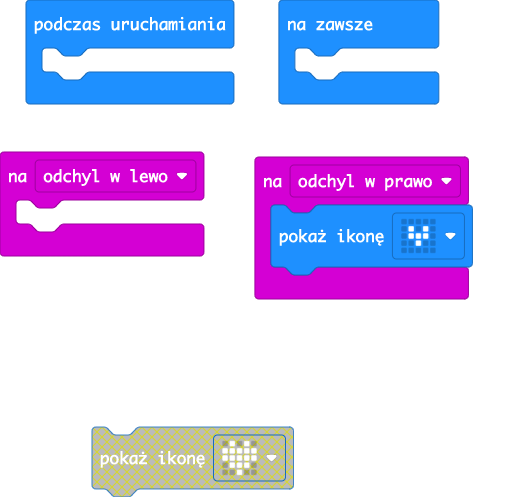 podczas uruchamiania
na zawsze
na odchyl w lewo
na odchyl w prawo
pokaż ikonę
pokaż ikonę